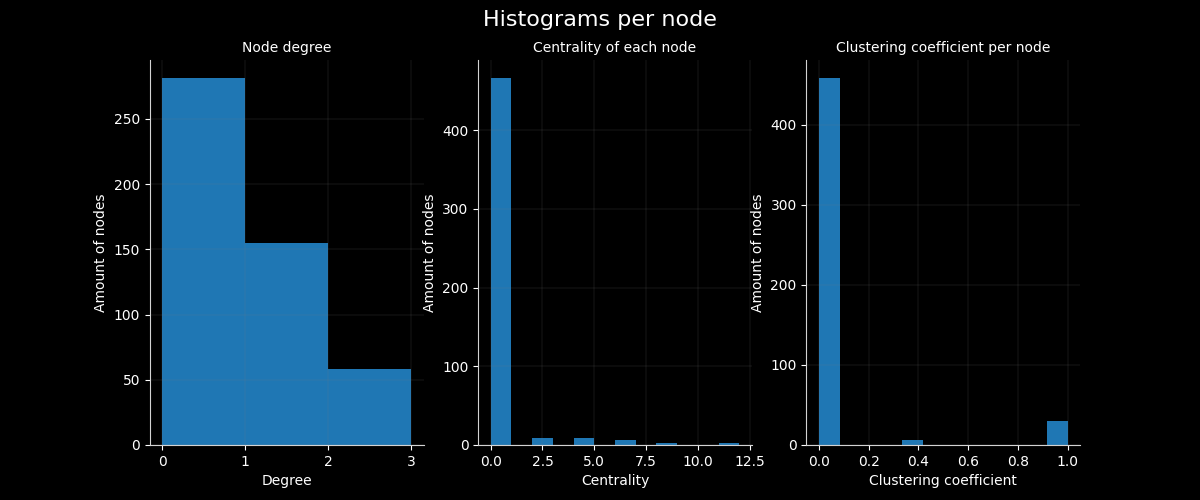 Histograms per node
Node degree
Amount of nodes
250
200
150
100
50
0
0 1 2 3
Degree
Centrality of each node
Amount of nodes
400
300
200
100
0
0.0 2.5 5.0 7.5 10.0 12.5
Centrality
Clustering coefficient per node
Amount of nodes
400
300
200
100
0
0.0 0.2 0.4 0.6 0.8 1.0
Clustering coefficient